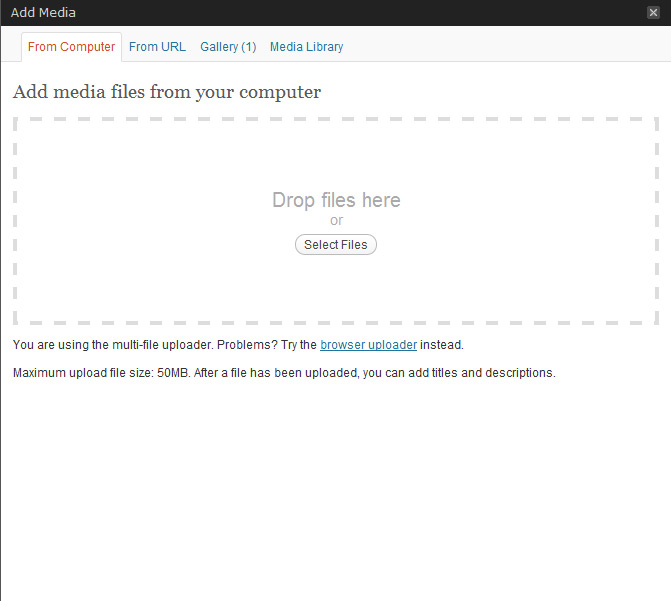 Add Media
From Computer From URL Gallery (1) Media Library
Add media files from your computer
Drop files here
or
Select Files
You are using the multi-file uploader. Problems? Try the browser uploader instead.
Maximum upload file size: 50MB. After a file has been uploaded, you can add titles and descriptions.